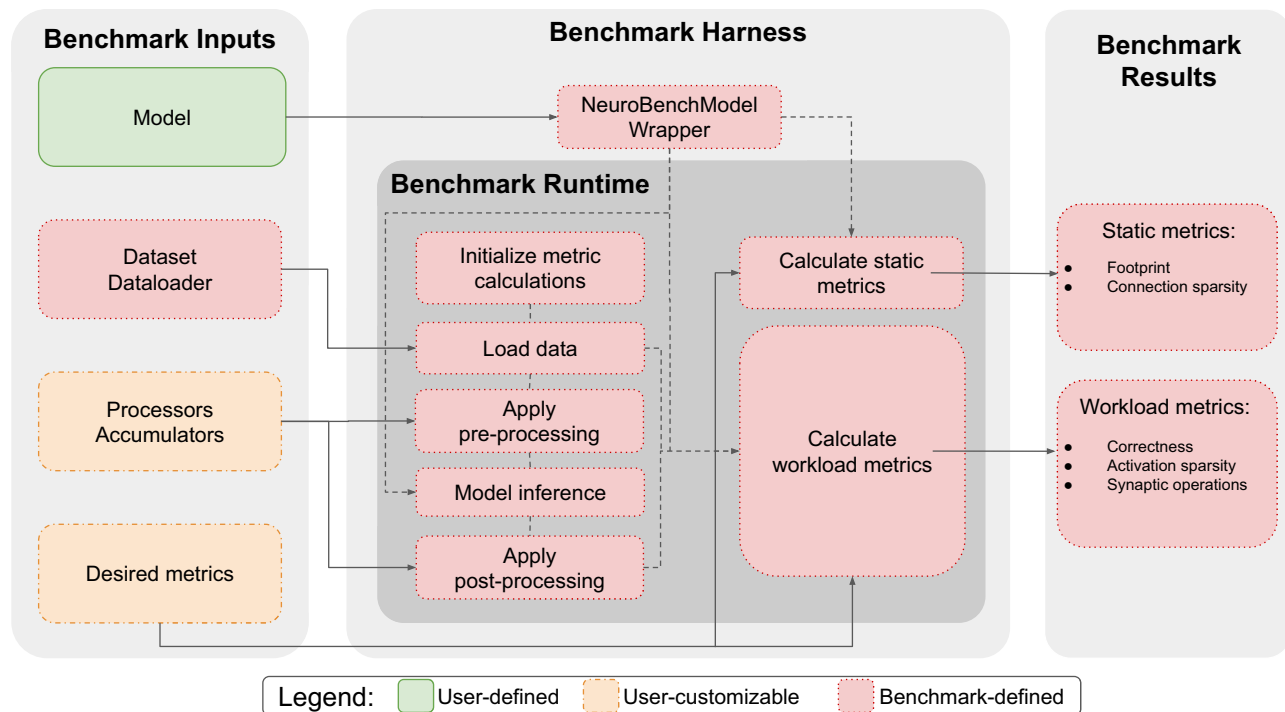 Benchmark Inputs
Model
Dataset
Dataloader
Processors
Accumulators
Desired metrics
Benchmark Harness
NeuroBenchModel
Wrapper
Benchmark Runtime
Initialize metric
calculations
Load data
Apply
pre-processing
Model inference
Apply
post-processing
Calculate static
metrics
Calculate
workload metrics
Benchmark
Results
Static metrics:
● Footprint
● Connection sparsity
Workload metrics:
● Correctness
● Activation sparsity
● Synaptic operations
Legend: User-defined User-customizable Benchmark-defined